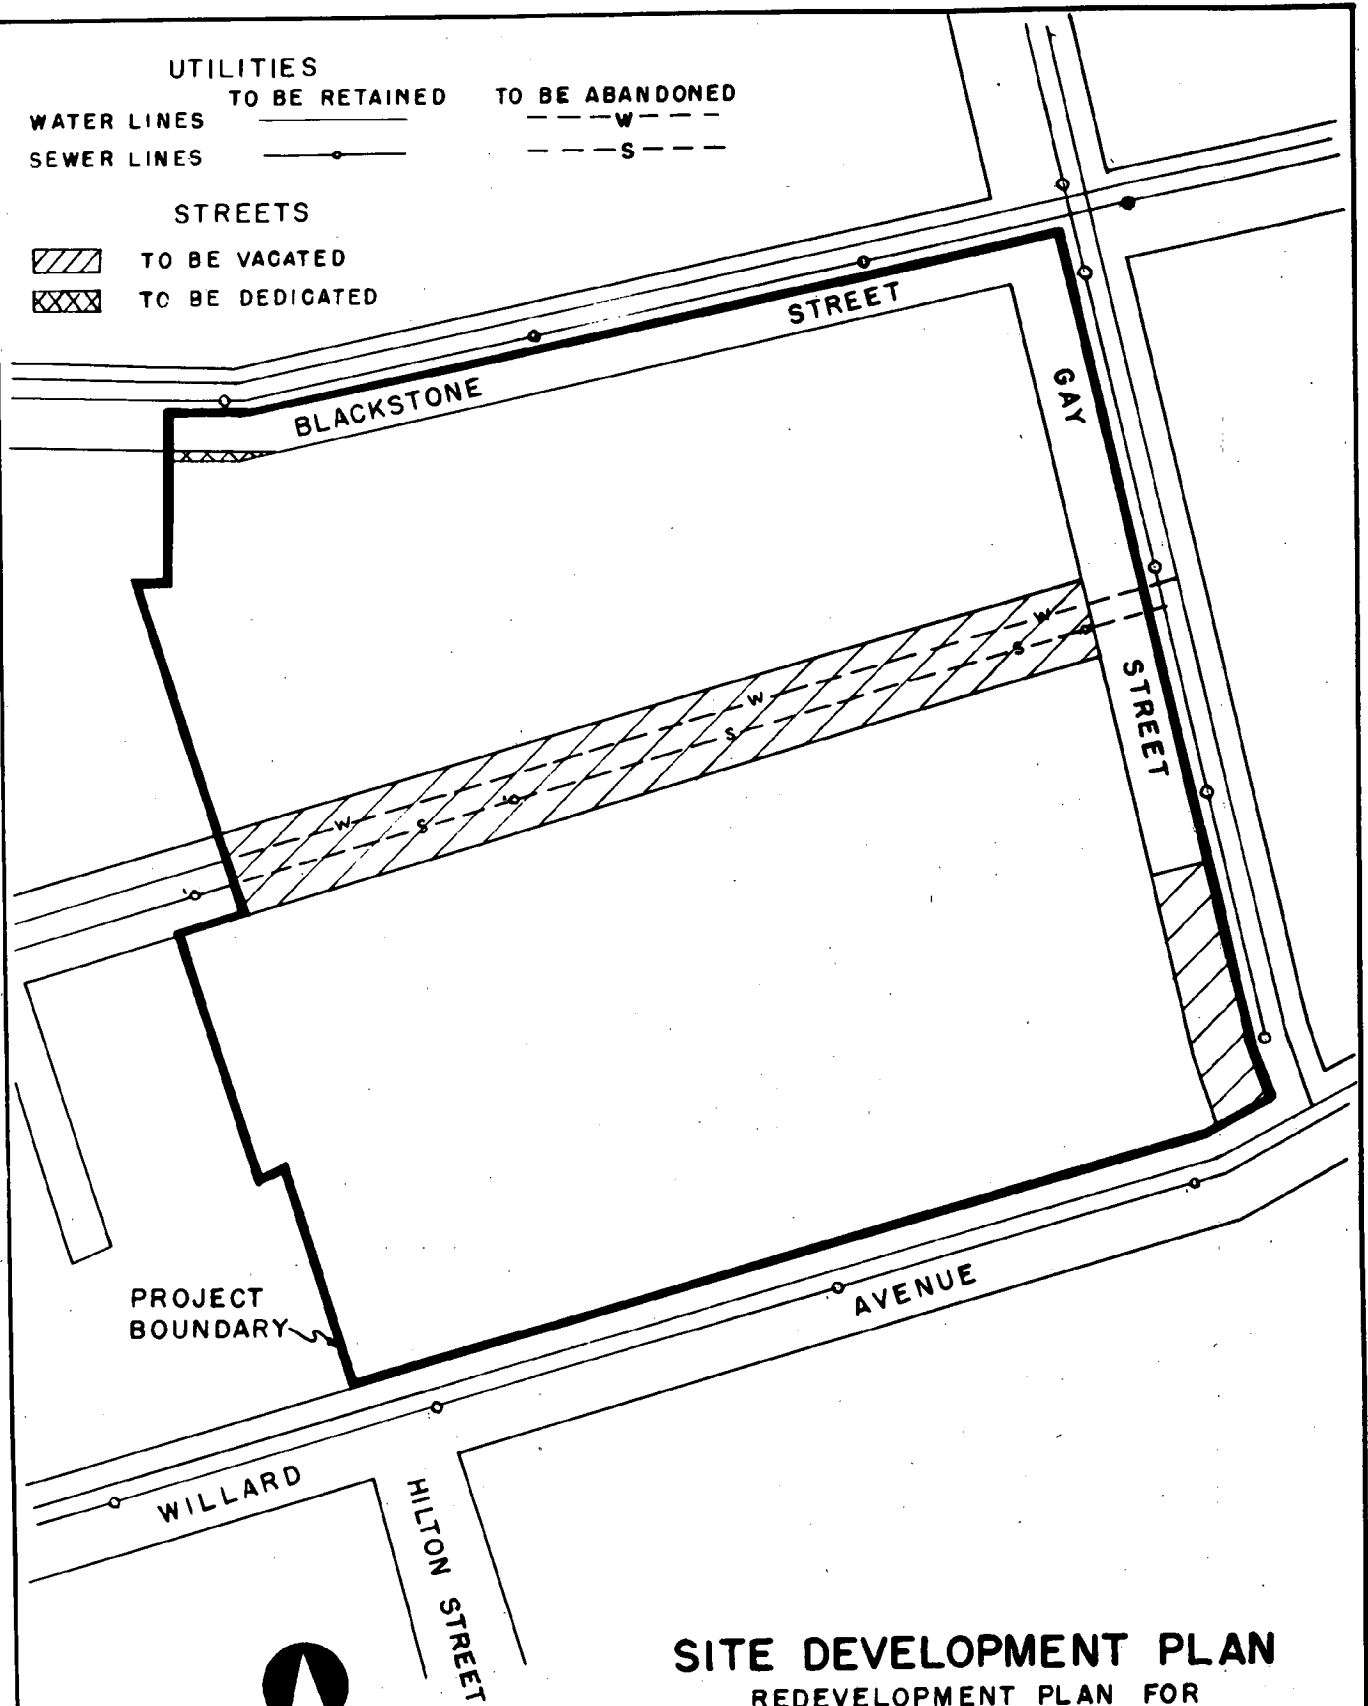 UTILITIES
TO BE RETAINED TO BE ABANDONED
WATER LINES W
SEWER LINES S
STREETS
TO BE VACATED
TO BE DEDICATED
BLACKSTONE STREET
GAY STREET
W
S
W
S
W
S
PROJECT
BOUNDARY
WILLARD AVENUE
HILTON STREET
SITE DEVELOPMENT PLAN
REDEVELOPMENT PLAN FOR